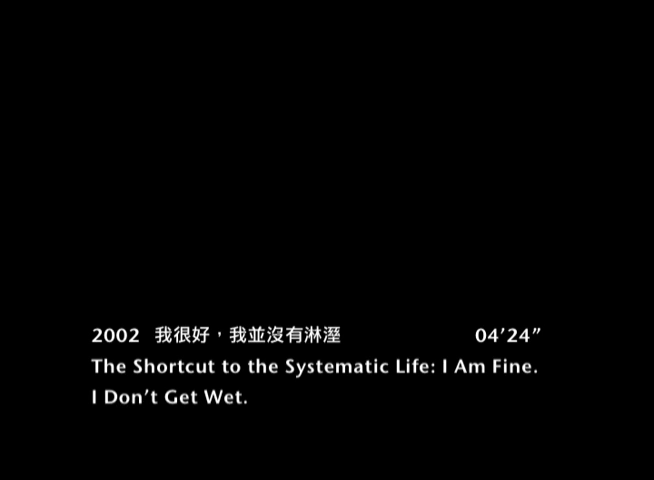 2002 我很好，我並沒有淋溼 04’24”
The Shortcut to the Systematic Life: I Am Fine.
I Don’t Get Wet.